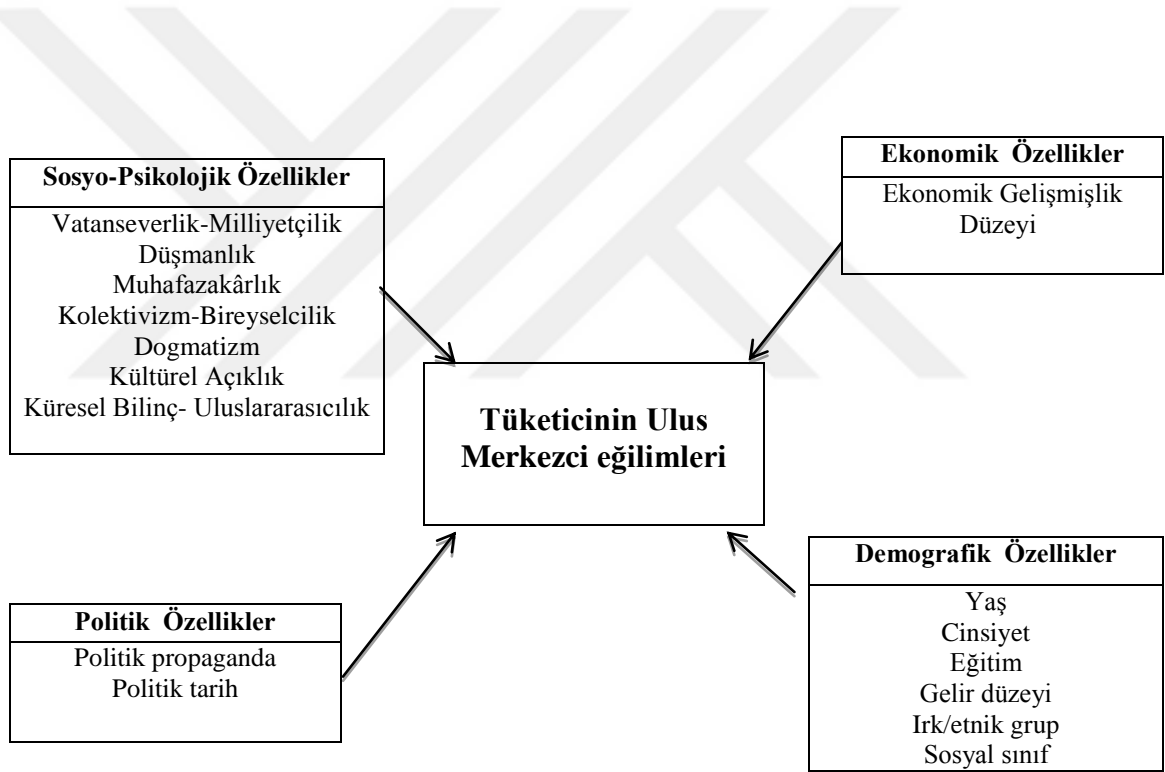 Sosyo-Psikolojik Özellikler
Vatanseverlik-Milliyetçilik
Düşmanlık
Muhafazakârlık
Kolektivizm-Bireyselcilik
Dogmatizm
Kültürel Açıklık
Küresel Bilinç- Uluslararasıcılık
Ekonomik Özellikler
Ekonomik Gelişmişlik
Düzeyi
Tüketicinin Ulus
Merkezci eğilimleri
Politik Özellikler
Politik propaganda
Politik tarih
Demografik Özellikler
Yaş
Cinsiyet
Eğitim
Gelir düzeyi
Irk/etnik grup
Sosyal sınıf